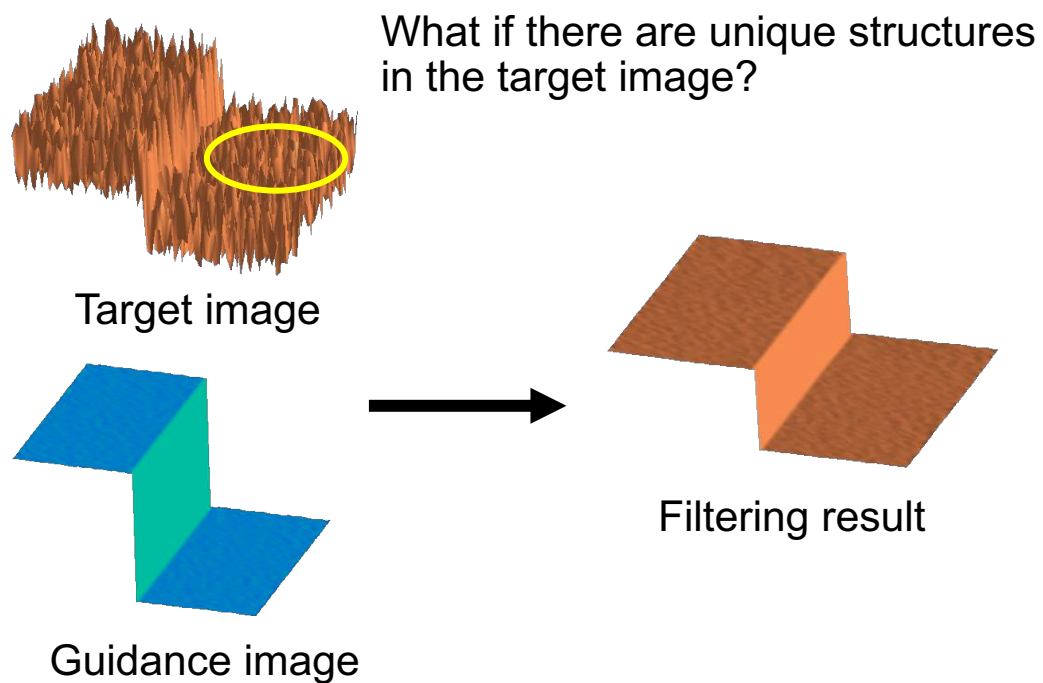 What if there are unique structures
in the target image?
Target image
Filtering result
Guidance image